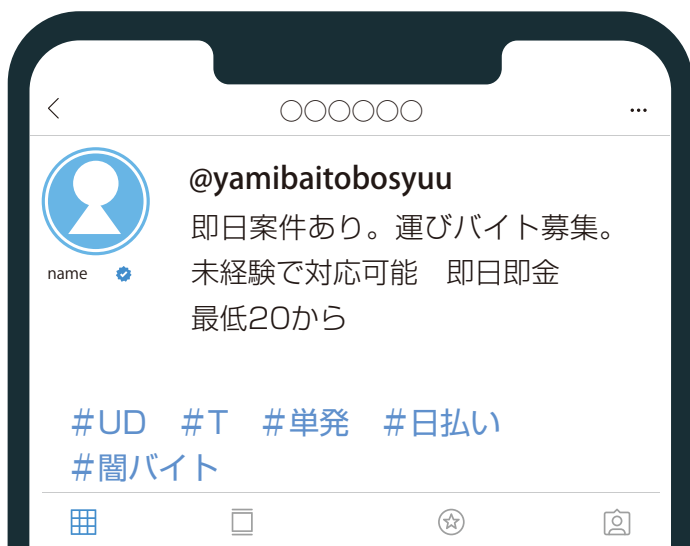 ○○○○○○
@yamibaitobosyuu
即日案件あり。運びバイト募集。
name
未経験で対応可能　即日即金
最低20から
#UD　#T　#単発　#日払い
#闇バイト